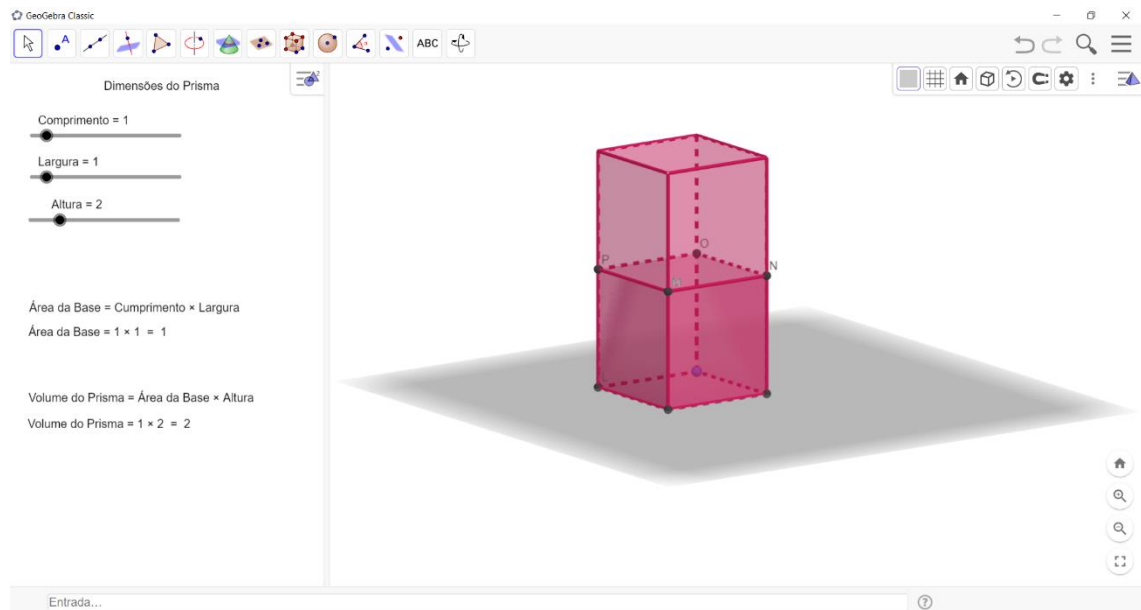 GeoGebra Classic
ABC
Dimensões do Prisma
Comprimento = 1
Largura = 1
Altura = 2
Área da Base = Cumprimento × Largura
Área da Base = 1 × 1 = 1
Volume do Prisma = Área da Base × Altura
Volume do Prisma = 1 × 2 = 2
O
P
N
M
Entrada...